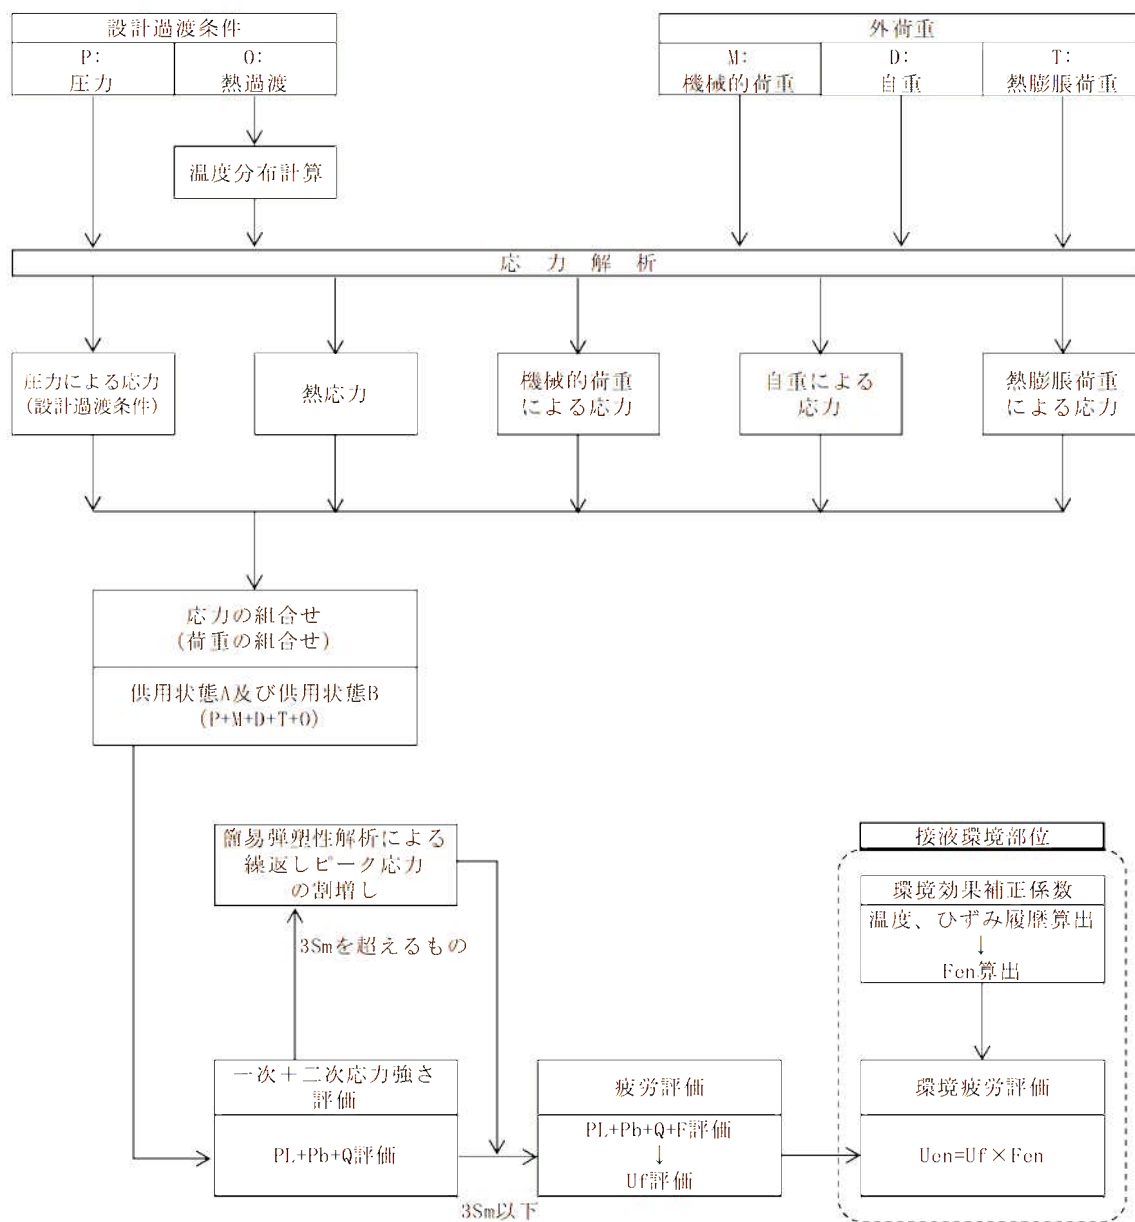 設計過渡条件
P:
圧力
O:
熱過渡
外荷重
M:
機械的荷重
D:
自重
T:
熱膨脹荷重
温度分布計算
応力解析
圧力による応力
(設計過渡条件)
熱応力
機械的荷重
による応力
自重による
応力
熱膨脹荷重
による応力
応力の組合せ
(荷重の組合せ)
供用状態A及び供用状態B
(P+M+D+T+O)
簡易弾塑性解析による
繰返しピーク応力
の割増し
3Smを超えるもの
一次＋二次応力強さ
評価
PL+Pb+Q評価
3Sm以下
疲労評価
PL+Pb+Q+F評価
↓
Uf評価
接液環境部位
環境効果補正係数
温度、ひずみ履歴算出
↓
Fen算出
環境疲労評価
Uen=Uf×Fen